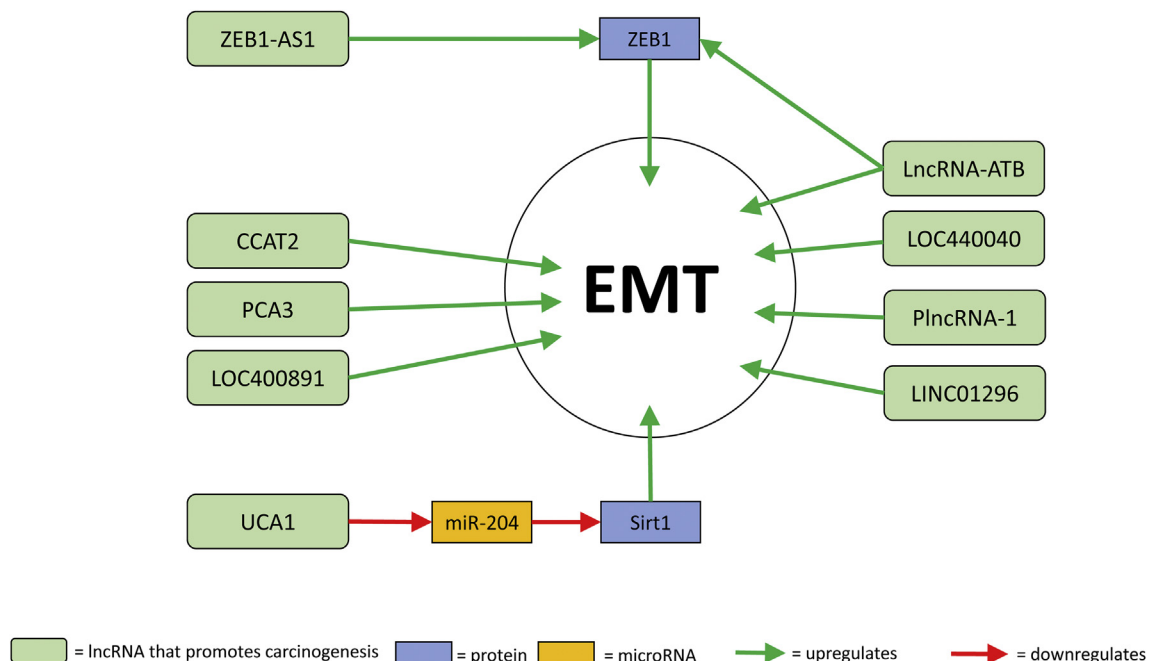 ZEB1-AS1
ZEB1
LncRNA-ATB
CCAT2
LOC440040
EMT
PCA3
PlncRNA-1
LOC400891
LINC01296
UCA1
miR-204
Sirt1
= lncRNA that promotes carcinogenesis
= protein
= microRNA
= upregulates
= downregulates